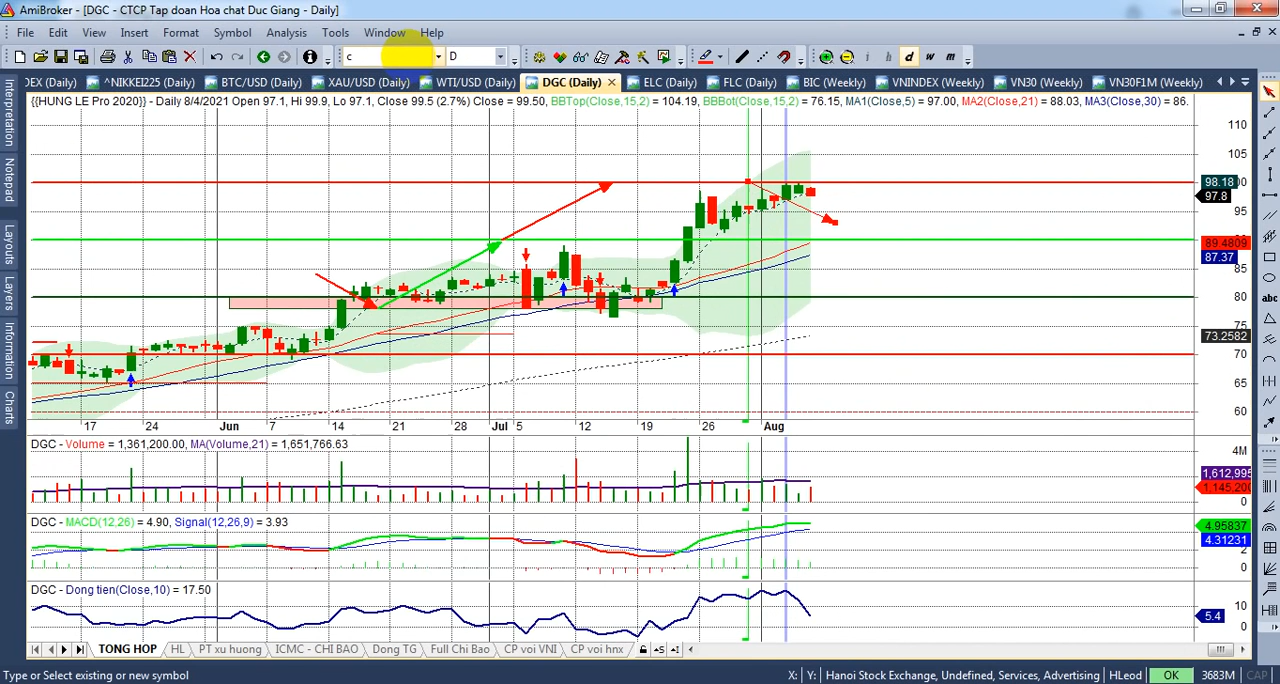 AmiBroker - [DGC - CTCP Tap doan Hoa chat Duc Giang - Daily]
File Edit View Insert Format Symbol Analysis Tools Window Help
c D i h d w m
DEX (Daily) ^NIKKEI225 (Daily) BTC/USD (Daily) XAU/USD (Daily) WTI/USD (Daily) DGC (Daily) ELC (Daily) FLC (Daily) BIC (Weekly) VNINDEX (Weekly) VN30 (Weekly) VN30F1M (Weekly)
{{HUNG LE Pro 2020}} - Daily 8/4/2021 Open 97.1, Hi 99.9, Lo 97.1, Close 99.5 (2.7%) Close = 99.50, BBTop(Close,15,2) = 104.19, BBBot(Close,15,2) = 76.15, MA1(Close,5) = 97.00, MA2(Close,21) = 88.03, MA3(Close,30) = 86.
Interpretation
Notepad
Layouts
Layers
Information
Charts
abc
110
105
98.18
97.8
95
89.4809
87.37
85
80
75
73.2582
70
65
60
17 24 Jun 7 14 21 28 Jul 5 12 19 26 Aug
DGC - Volume = 1,361,200.00, MA(Volume,21) = 1,651,766.63
4M
1,612,995
1,145,200
DGC - MACD(12,26) = 4.90, Signal(12,26,9) = 3.93
4.95837
4.31231
2
0
DGC - Dong tien(Close,10) = 17.50
10
5.4
0
TONG HOP HL PT xu huong ICMC - CHI BAO Dong TG Full Chi Bao CP voi VNI CP voi hnx
Type or Select existing or new symbol X: Y: Hanoi Stock Exchange, Undefined, Services, Advertising HLeod OK 3683M CAP